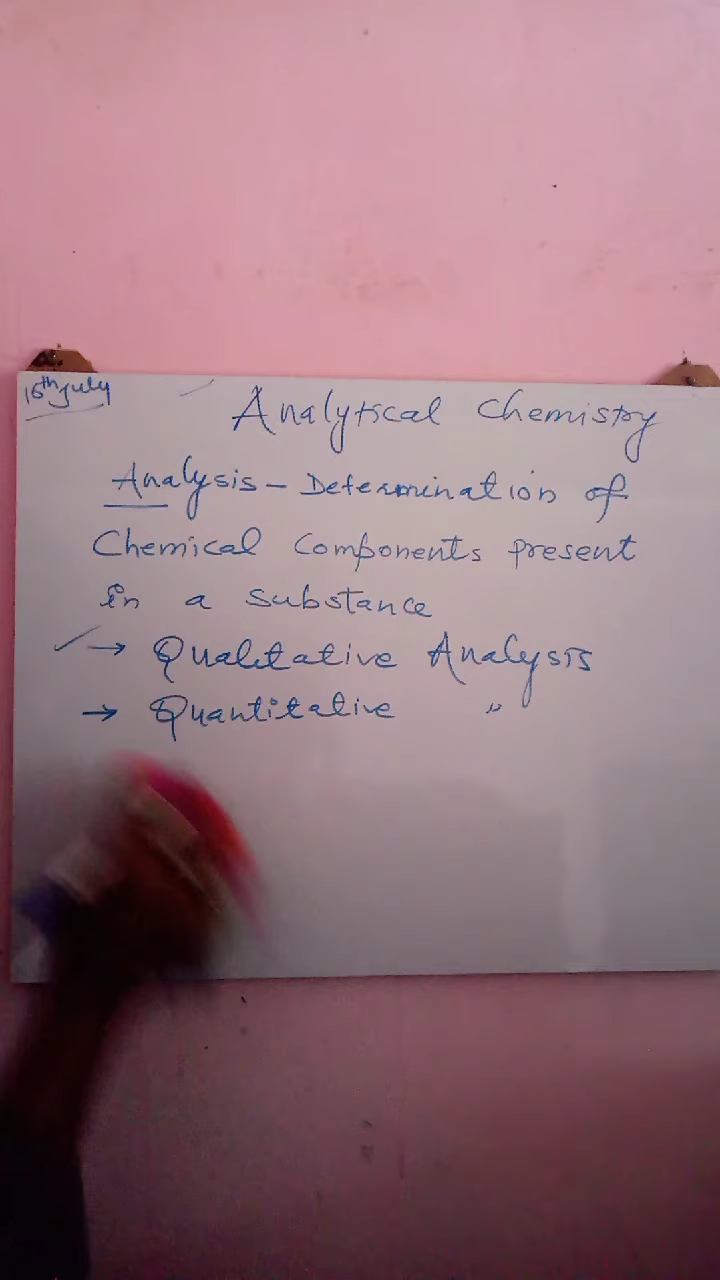 16th July
Analytical Chemistry
Analysis - Determination of
Chemical Components present
in a substance
→ Qualitative Analysis
→ Quantitative "